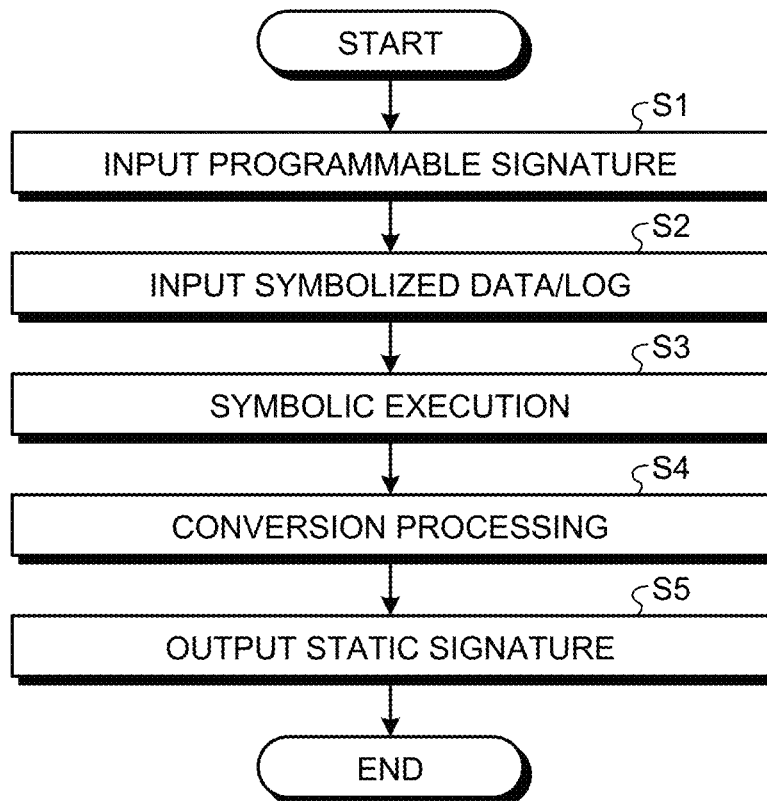 START
S1
INPUT PROGRAMMABLE SIGNATURE
S2
INPUT SYMBOLIZED DATA/LOG
S3
SYMBOLIC EXECUTION
S4
CONVERSION PROCESSING
S5
OUTPUT STATIC SIGNATURE
END